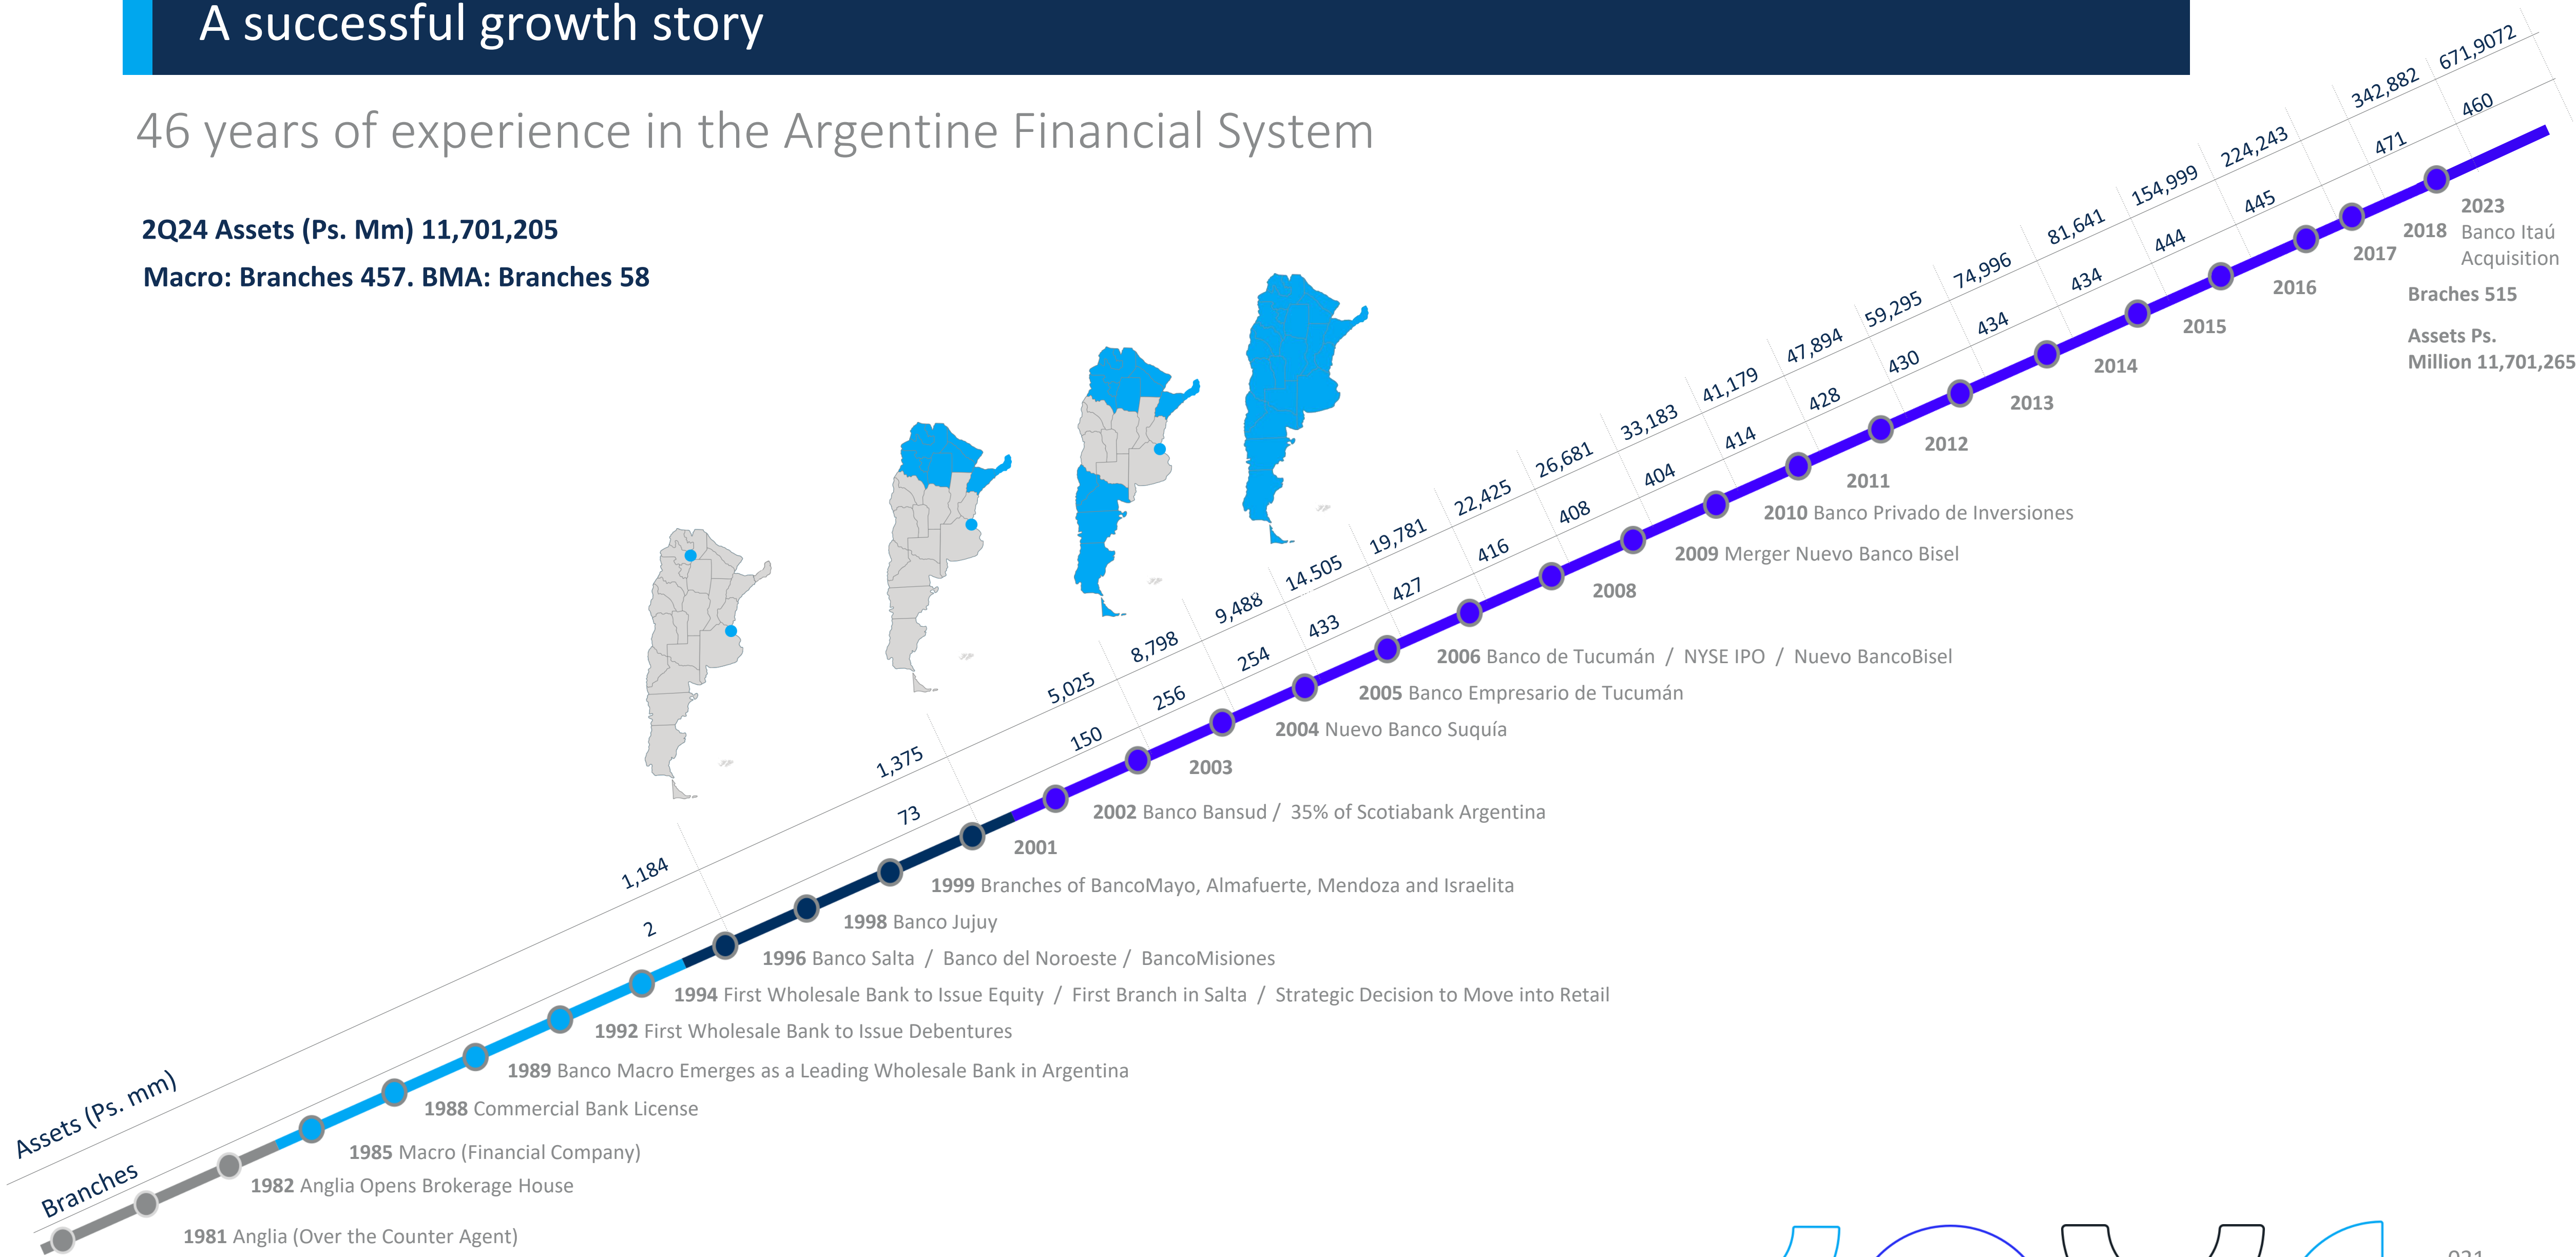 A successful growth story
46 years of experience in the Argentine Financial System
2Q24 Assets (Ps. Mm) 11,701,205
Macro: Branches 457. BMA: Branches 58
Assets (Ps. mm)
1,184
1,375
5,025
8,798
9,488
14.505
19,781
22,425
26,681
33,183
41,179
47,894
59,295
74,996
81,641
154,999
224,243
342,882
671,9072
Branches
2
73
150
256
254
433
427
416
408
404
414
428
430
434
434
444
445
471
460
2023
Banco Itaú
Acquisition
2018
2017
Braches 515
2016
Assets Ps.
Million 11,701,265
2015
2014
2013
2012
2011
2010 Banco Privado de Inversiones
2009 Merger Nuevo Banco Bisel
2008
2006 Banco de Tucumán / NYSE IPO / Nuevo BancoBisel
2005 Banco Empresario de Tucumán
2004 Nuevo Banco Suquía
2003
2002 Banco Bansud / 35% of Scotiabank Argentina
2001
1999 Branches of BancoMayo, Almafuerte, Mendoza and Israelita
1998 Banco Jujuy
1996 Banco Salta / Banco del Noroeste / BancoMisiones
1994 First Wholesale Bank to Issue Equity / First Branch in Salta / Strategic Decision to Move into Retail
1992 First Wholesale Bank to Issue Debentures
1989 Banco Macro Emerges as a Leading Wholesale Bank in Argentina
1988 Commercial Bank License
1985 Macro (Financial Company)
1982 Anglia Opens Brokerage House
1981 Anglia (Over the Counter Agent)